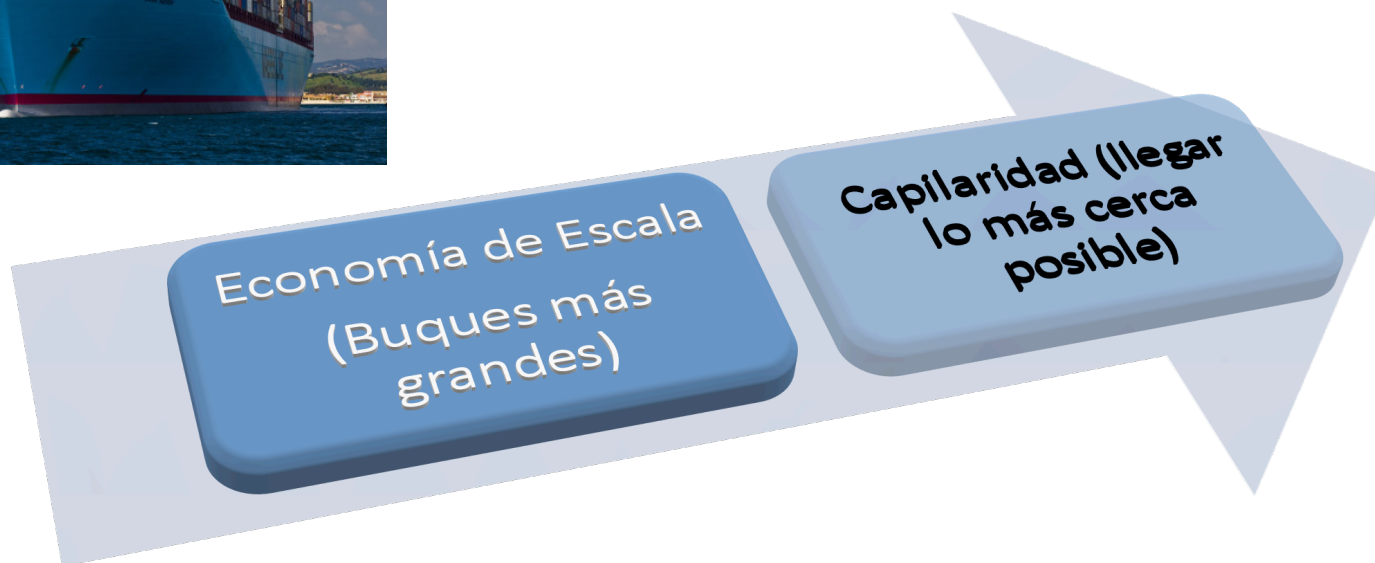 Economía de Escala
(Buques más
grandes)
Capilaridad (llegar
lo más cerca
posible)